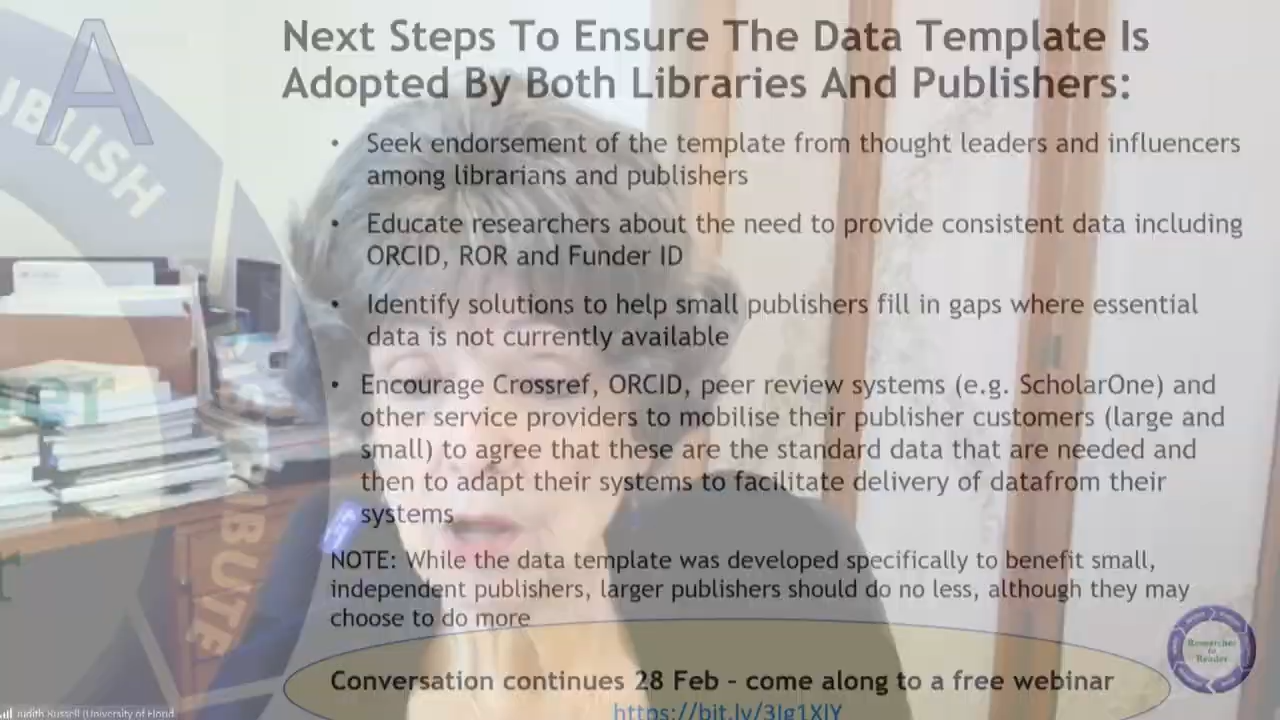 A
Next Steps To Ensure The Data Template Is
Adopted By Both Libraries And Publishers:
IBLISH
• Seek endorsement of the template from thought leaders and influencers
among librarians and publishers
• Educate researchers about the need to provide consistent data including
ORCID, ROR and Funder ID
• Identify solutions to help small publishers fill in gaps where essential
data is not currently available
• Encourage Crossref, ORCID, peer review systems (e.g. ScholarOne) and
other service providers to mobilise their publisher customers (large and
small) to agree that these are the standard data that are needed and
then to adapt their systems to facilitate delivery of datafrom their
systems
NOTE: While the data template was developed specifically to benefit small,
independent publishers, larger publishers should do no less, although they may
choose to do more
BUTE
Researcher
to
Reader
Conversation continues 28 Feb – come along to a free webinar
https://bit.ly/3Jg1XJY
Judith Russell (University of Florid